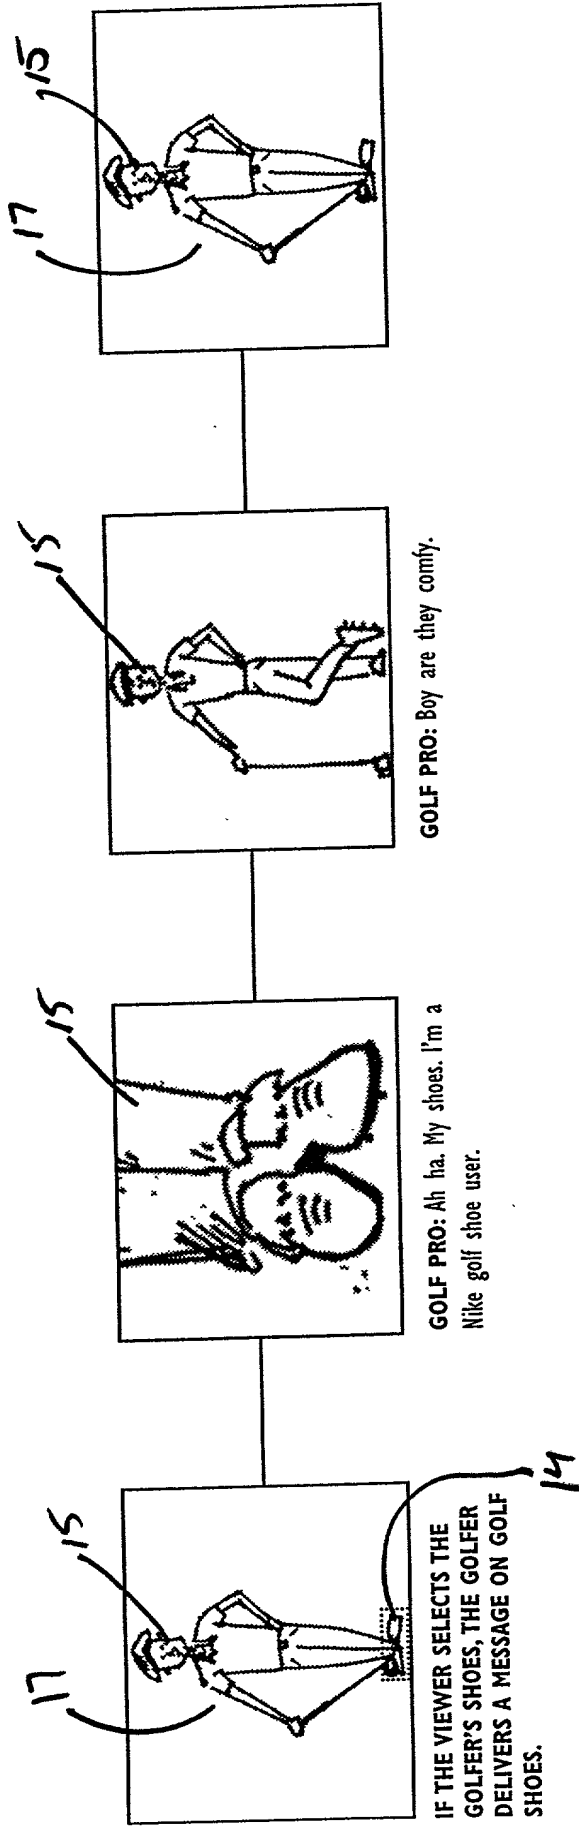 17
15
IF THE VIEWER SELECTS THE
GOLFER'S SHOES, THE GOLFER
DELIVERS A MESSAGE ON GOLF
SHOES.
14
15
GOLF PRO: Ah ha. My shoes. I'm a
Nike golf shoe user.
15
GOLF PRO: Boy are they comfy.
17
15